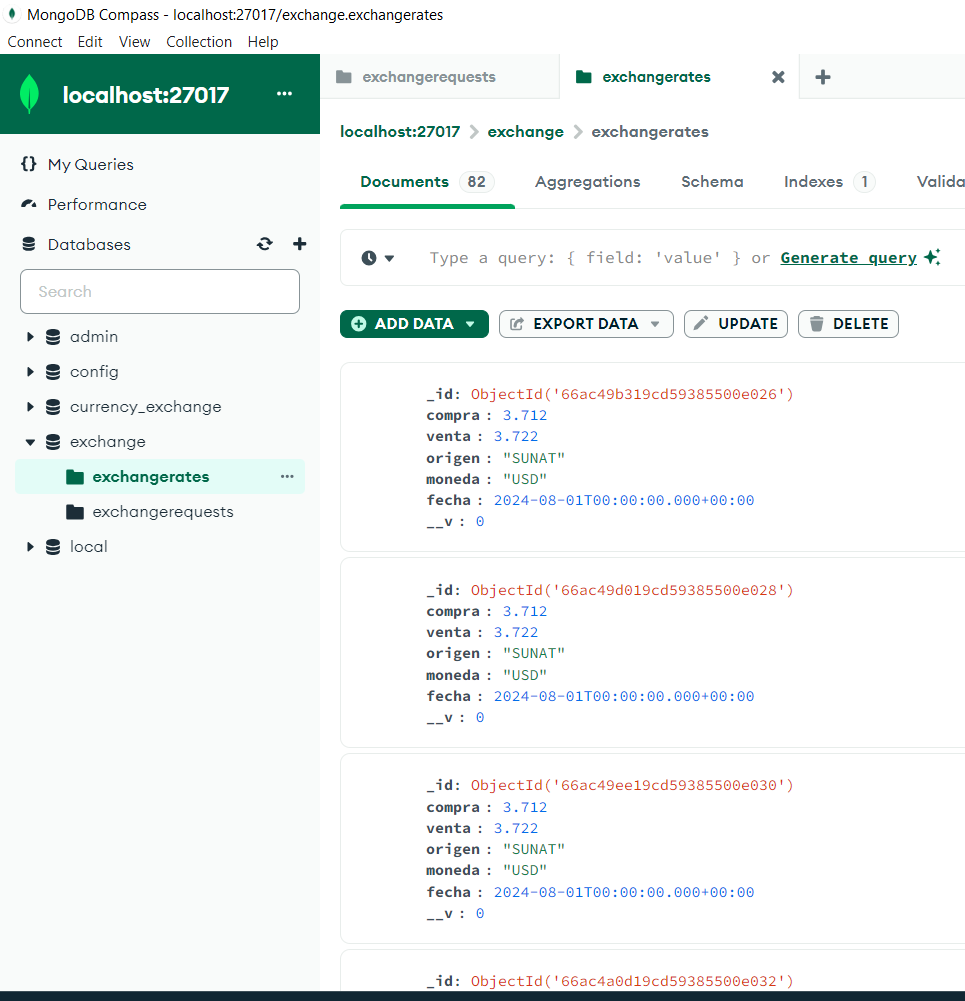 MongoDB Compass - localhost:27017/exchange.exchangerates
Connect Edit View Collection Help
localhost:27017 ...
My Queries
Performance
Databases
Search
admin
config
currency_exchange
exchange
exchangerates ...
exchangerequests
local
exchangerequests
exchangerates
localhost:27017 > exchange > exchangerates
Documents 82 Aggregations Schema Indexes 1 Valida
Type a query: { field: 'value' } or Generate query
ADD DATA EXPORT DATA UPDATE DELETE
_id: ObjectId('66ac49b319cd59385500e026')
compra : 3.712
venta : 3.722
origen : "SUNAT"
moneda : "USD"
fecha : 2024-08-01T00:00:00.000+00:00
__v : 0
_id: ObjectId('66ac49d019cd59385500e028')
compra : 3.712
venta : 3.722
origen : "SUNAT"
moneda : "USD"
fecha : 2024-08-01T00:00:00.000+00:00
__v : 0
_id: ObjectId('66ac49ee19cd59385500e030')
compra : 3.712
venta : 3.722
origen : "SUNAT"
moneda : "USD"
fecha : 2024-08-01T00:00:00.000+00:00
__v : 0
_id: ObjectId('66ac4a0d19cd59385500e032')